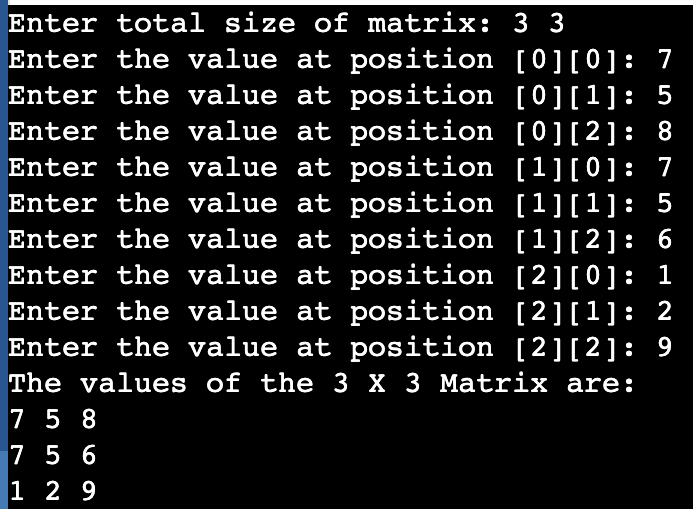 Enter total size of matrix: 3 3
Enter the value at position [0][0]: 7
Enter the value at position [0][1]: 5
Enter the value at position [0][2]: 8
Enter the value at position [1][0]: 7
Enter the value at position [1][1]: 5
Enter the value at position [1][2]: 6
Enter the value at position [2][0]: 1
Enter the value at position [2][1]: 2
Enter the value at position [2][2]: 9
The values of the 3 X 3 Matrix are:
7 5 8
7 5 6
1 2 9